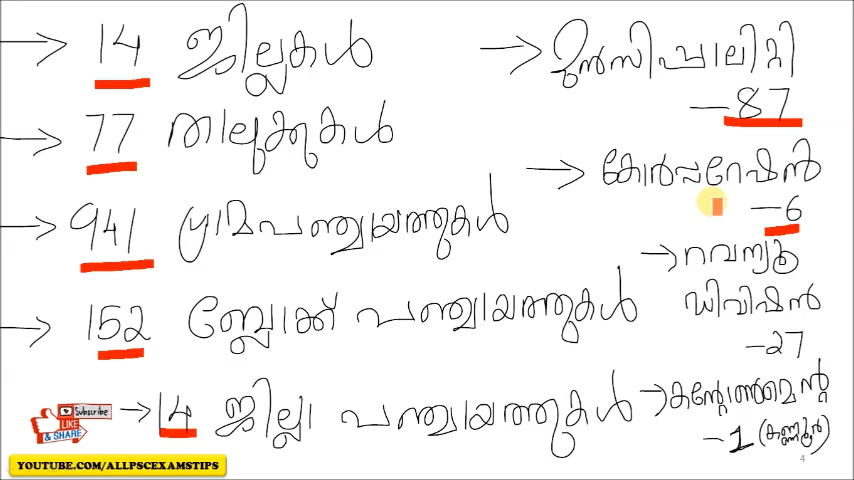 → 14 ജില്ലകൾ
→ 77 താലൂക്കുകൾ
→ 941 ഗ്രാമപഞ്ചായത്തുകൾ
→ 152 ബ്ലോക്ക് പഞ്ചായത്തുകൾ
→ 14 ജില്ലാ പഞ്ചായത്തുകൾ
→ മുൻസിപ്പാലിറ്റി
– 87
→ കോർപ്പറേഷൻ
– 6
→ റവന്യൂ
ഡിവിഷൻ
– 27
→ കന്റോൺമെന്റ്
– 1 (കണ്ണൂർ)
Subscribe
LIKE
& SHARE
YOUTUBE.COM/ALLPSCEXAMSTIPS
4